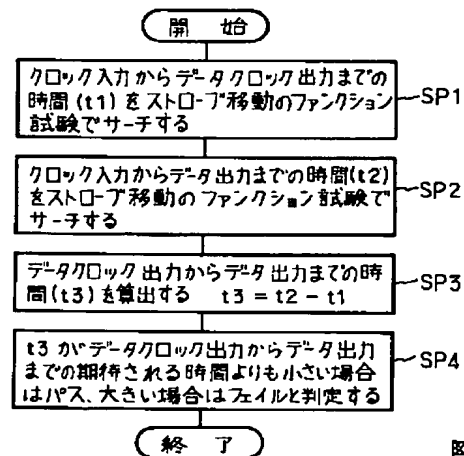 開 始
クロック入力からデータクロック出力までの
時間(t1)をストローブ移動のファンクション
試験でサーチする
SP1
クロック入力からデータ出力までの時間(t2)
をストローブ移動のファンクション試験で
サーチする
SP2
データクロック出力からデータ出力までの時
間(t3)を算出する t3 = t2 - t1
SP3
t3がデータクロック出力からデータ出力
までの期待される時間よりも小さい場合
はパス、大きい場合はフェイルと判定する
SP4
終 了
図